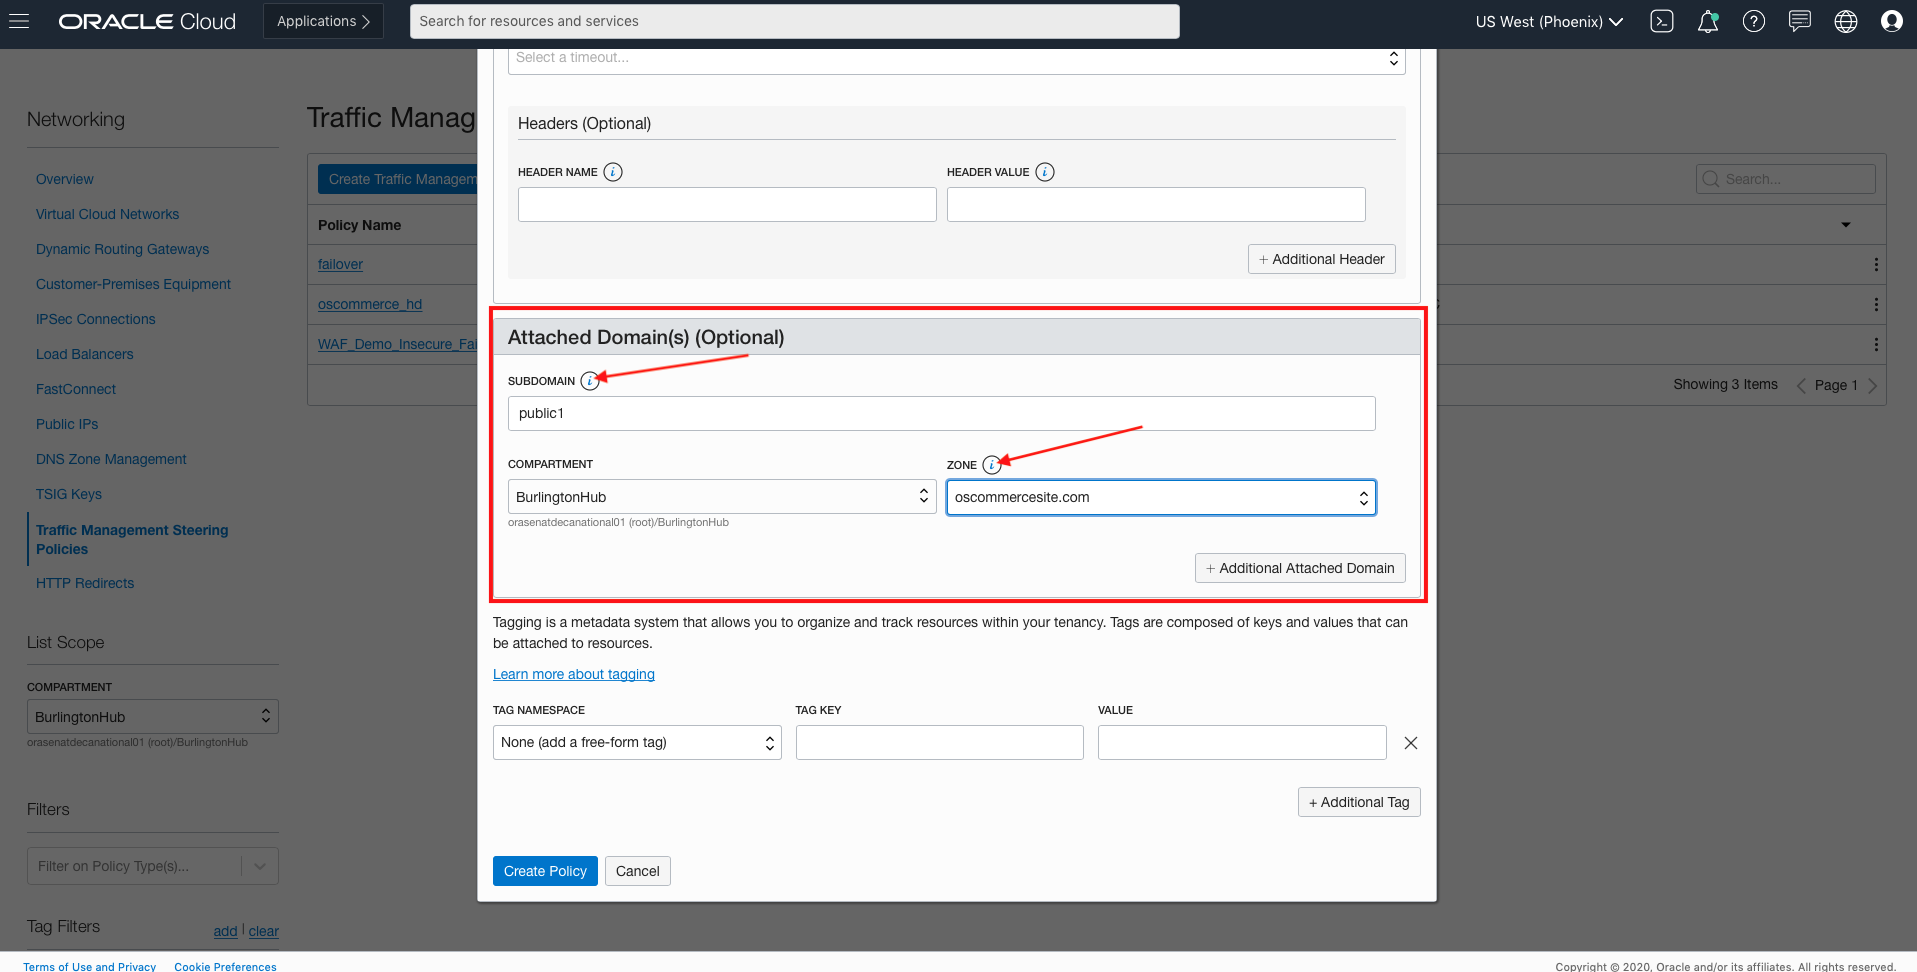 ORACLE Cloud
Applications
Search for resources and services
US West (Phoenix)
Networking
Overview
Virtual Cloud Networks
Dynamic Routing Gateways
Customer-Premises Equipment
IPSec Connections
Load Balancers
FastConnect
Public IPs
DNS Zone Management
TSIG Keys
Traffic Management Steering
Policies
HTTP Redirects
List Scope
COMPARTMENT
BurlingtonHub
orasenatdecanational01 (root)/BurlingtonHub
Filters
Filter on Policy Type(s)...
Tag Filters
add | clear
Traffic Manag
Create Traffic Managem
Search...
Policy Name
failover
oscommerce_hd
WAF_Demo_Insecure_Fai
Showing 3 Items
Page 1
Select a timeout...
Headers (Optional)
HEADER NAME i
HEADER VALUE i
+ Additional Header
Attached Domain(s) (Optional)
SUBDOMAIN i
public1
COMPARTMENT
BurlingtonHub
orasenatdecanational01 (root)/BurlingtonHub
ZONE i
oscommercesite.com
+ Additional Attached Domain
Tagging is a metadata system that allows you to organize and track resources within your tenancy. Tags are composed of keys and values that can
be attached to resources.
Learn more about tagging
TAG NAMESPACE
TAG KEY
VALUE
None (add a free-form tag)
+ Additional Tag
Create Policy
Cancel
Terms of Use and Privacy
Cookie Preferences
Copyright © 2020, Oracle and/or its affiliates. All rights reserved.